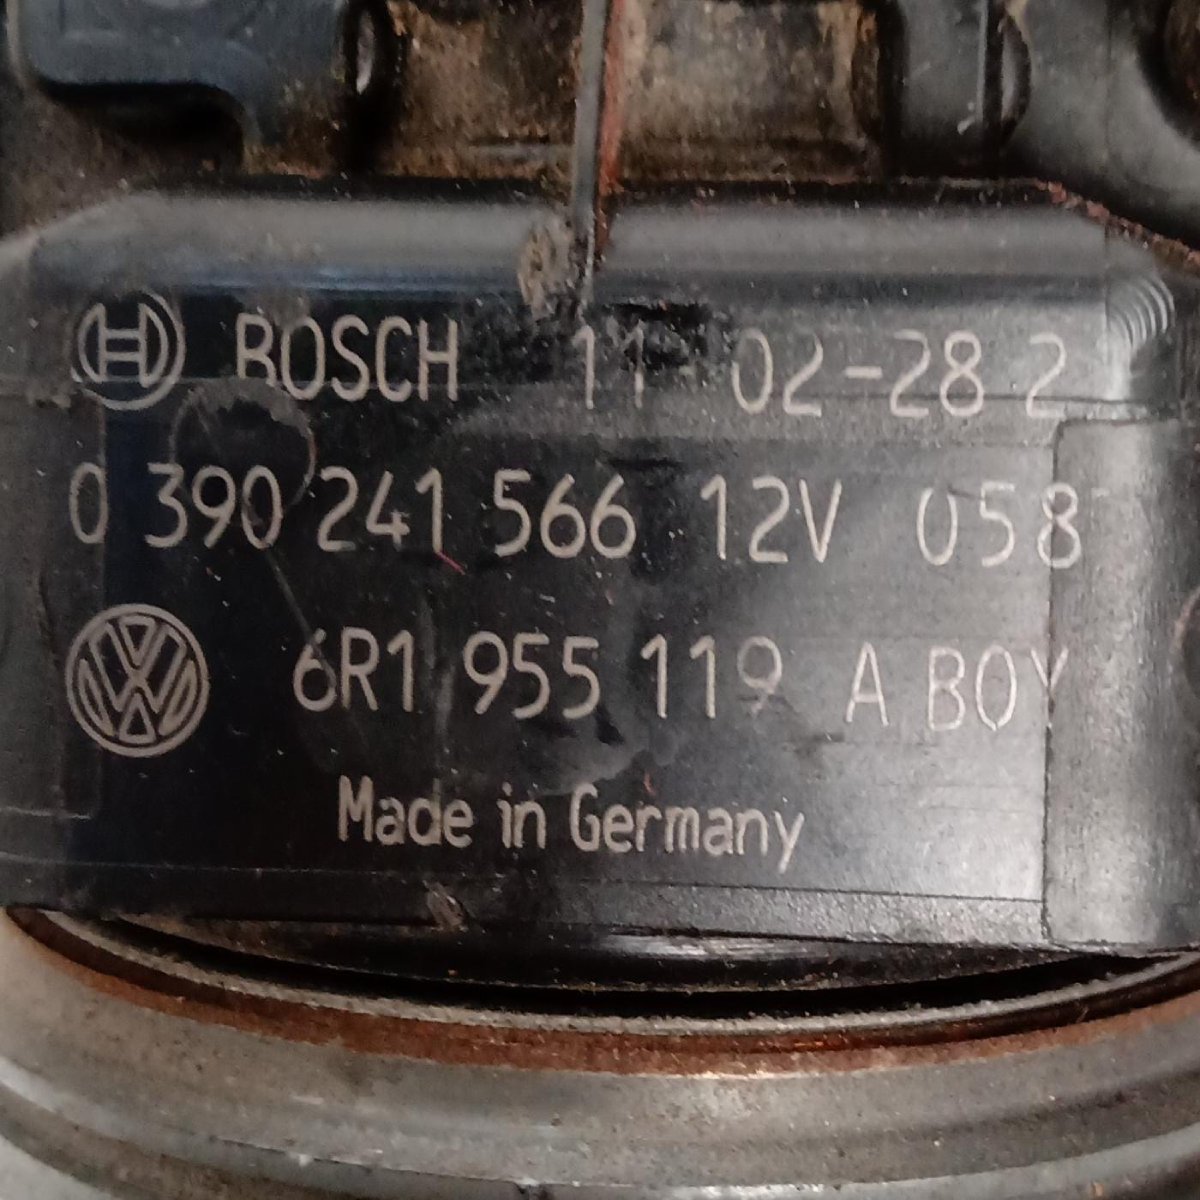 BOSCH 11-02-28 2
0 390 241 566 12V 058
6R1 955 119 A BOY
Made in Germany